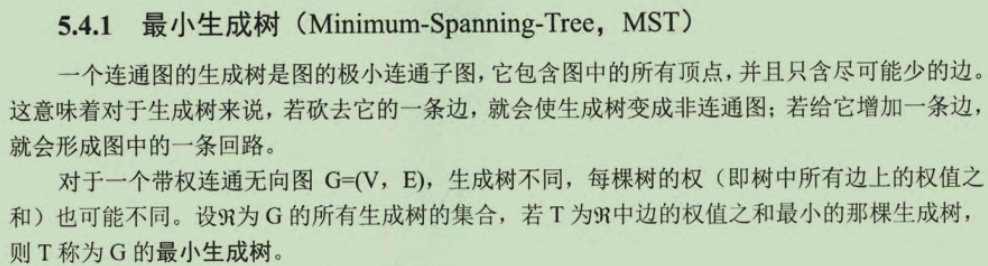 5.4.1 最小生成树（Minimum-Spanning-Tree，MST）
一个连通图的生成树是图的极小连通子图，它包含图中的所有顶点，并且只含尽可能少的边。
这意味着对于生成树来说，若砍去它的一条边，就会使生成树变成非连通图；若给它增加一条边，
就会形成图中的一条回路。
对于一个带权连通无向图 G=(V，E)，生成树不同，每棵树的权（即树中所有边上的权值之
和）也可能不同。设ℜ为 G 的所有生成树的集合，若 T 为ℜ中边的权值之和最小的那棵生成树，
则 T 称为 G 的最小生成树。